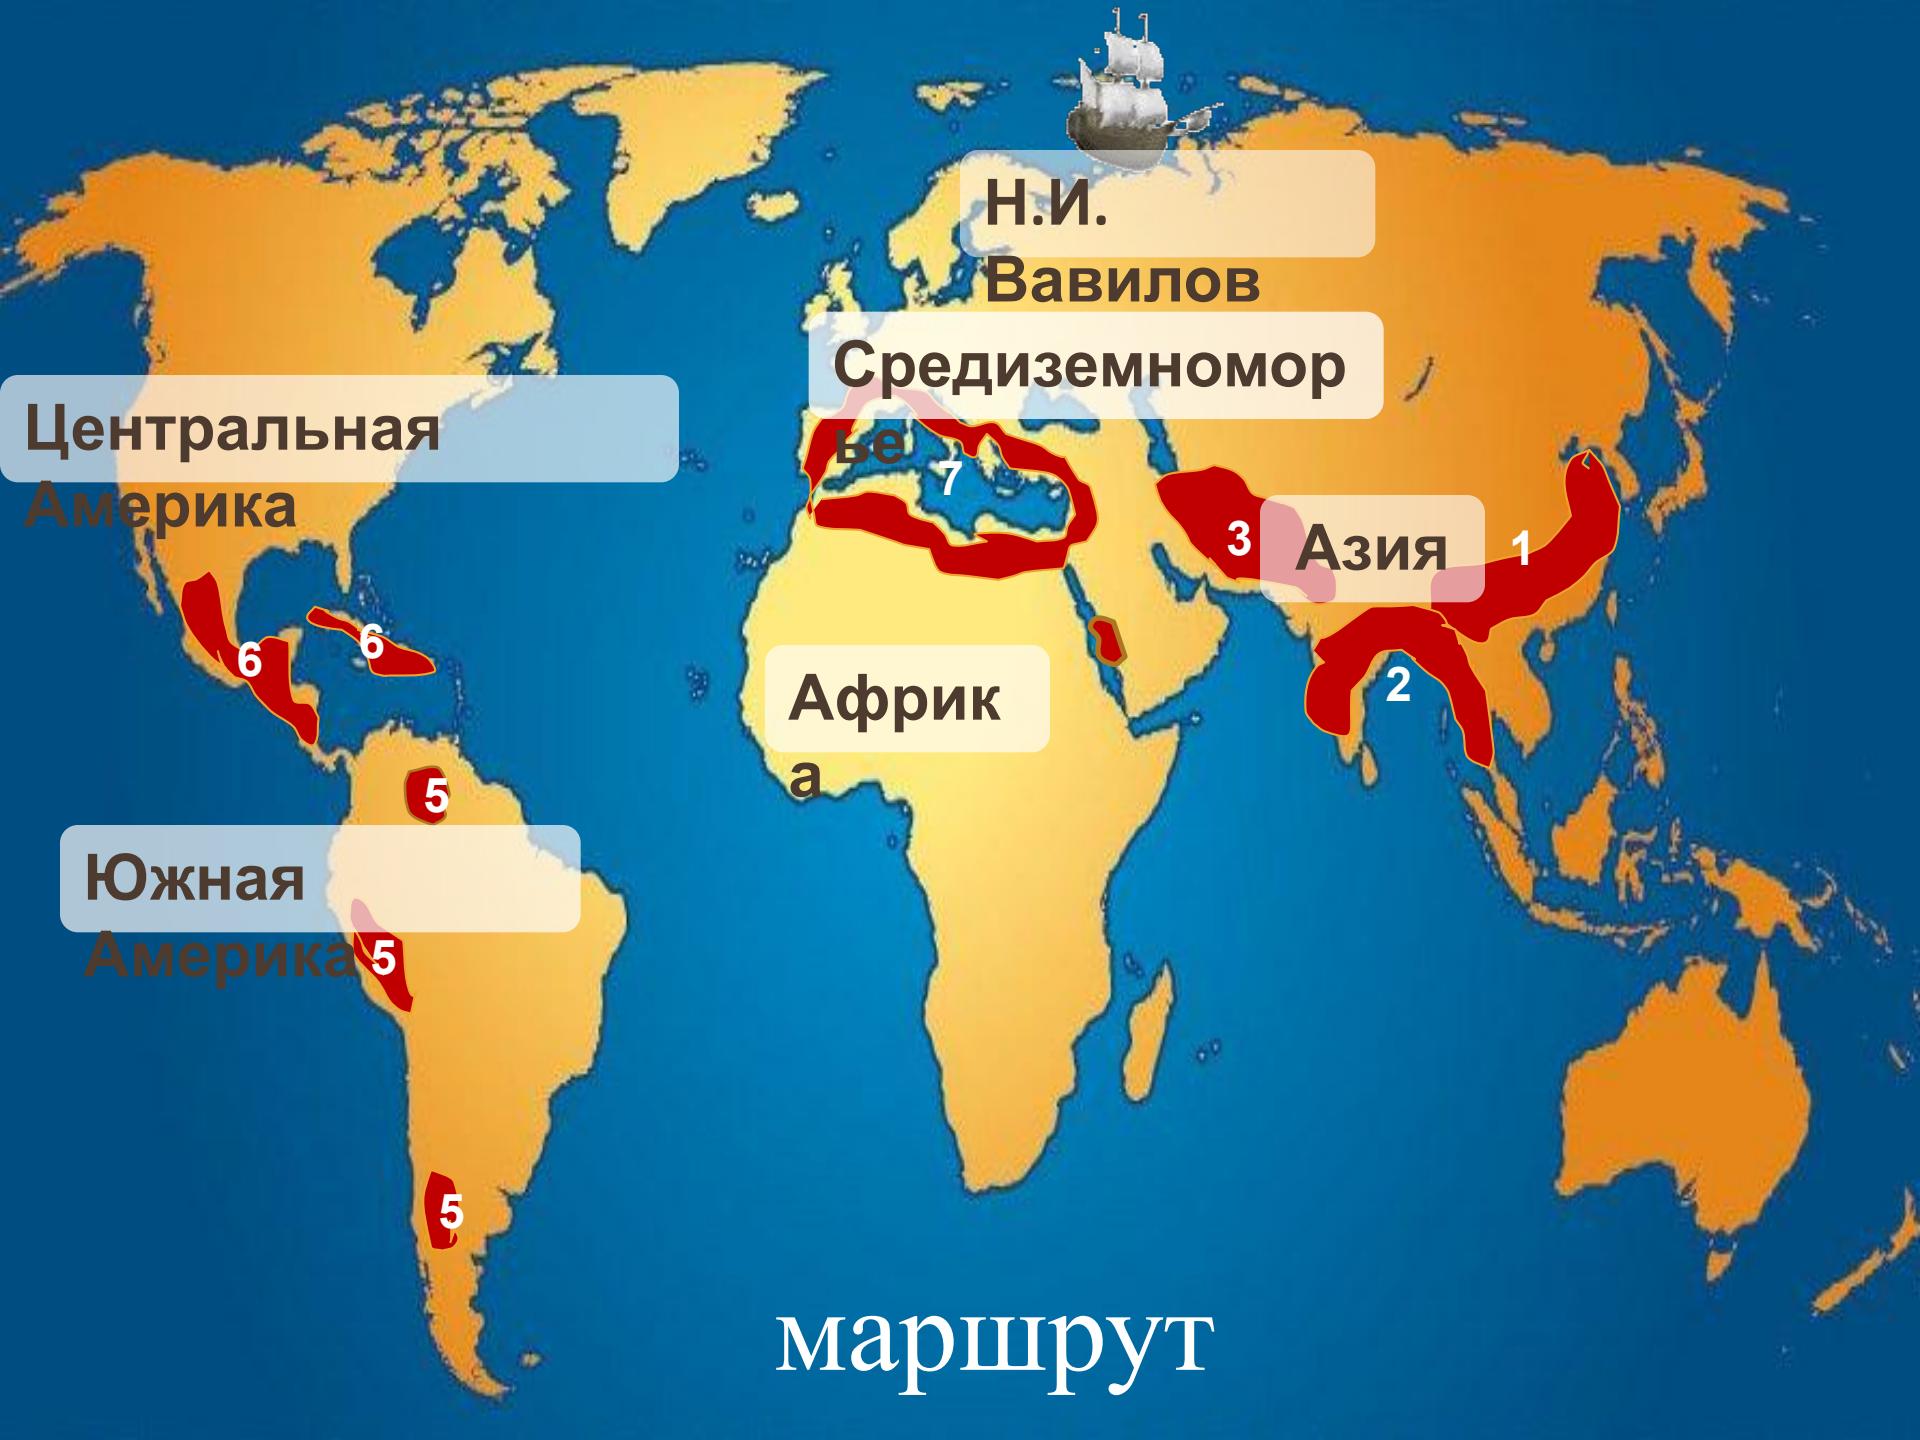 Н.И.
Вавилов
Средиземномор
ье
Центральная
Америка
7
3
Азия
1
6
6
2
Африк
а
5
Южная
Америка
5
5
маршрут